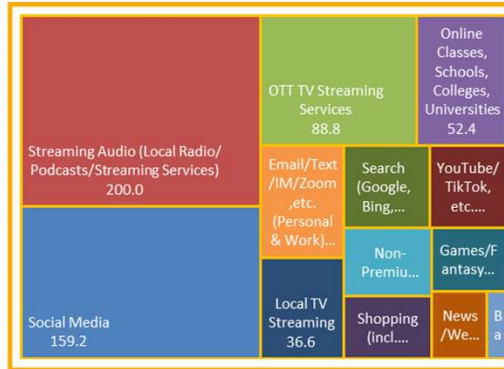 Streaming Audio (Local Radio/
Podcasts/Streaming Services)
200.0
Social Media
159.2
OTT TV Streaming
Services
88.8
Online
Classes,
Schools,
Colleges,
Universities
52.4
Email/Text
/IM/Zoom
,etc.
(Personal
& Work)...
Local TV
Streaming
36.6
Search
(Google,
Bing,...
YouTube/
TikTok,
etc....
Non-
Premiu...
Games/F
antasy...
Shopping
(incl....
News
/We...
B
a